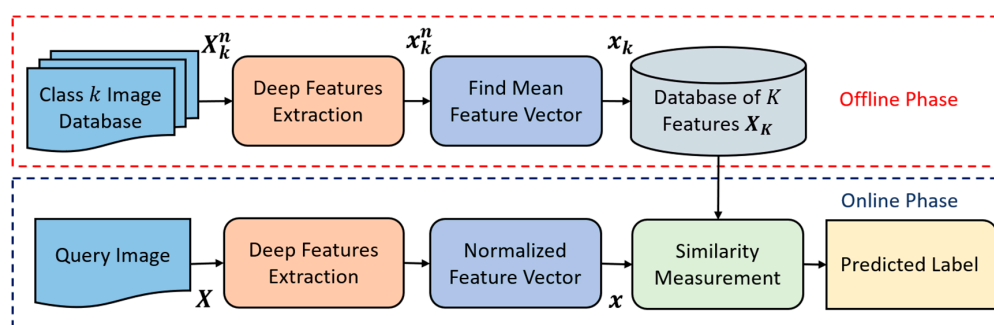 X_k^n
x_k^n
x_k
Class k Image
Database
Deep Features
Extraction
Find Mean
Feature Vector
Database of K
Features X_K
Offline Phase
Online Phase
Query Image
X
Deep Features
Extraction
Normalized
Feature Vector
x
Similarity
Measurement
Predicted Label